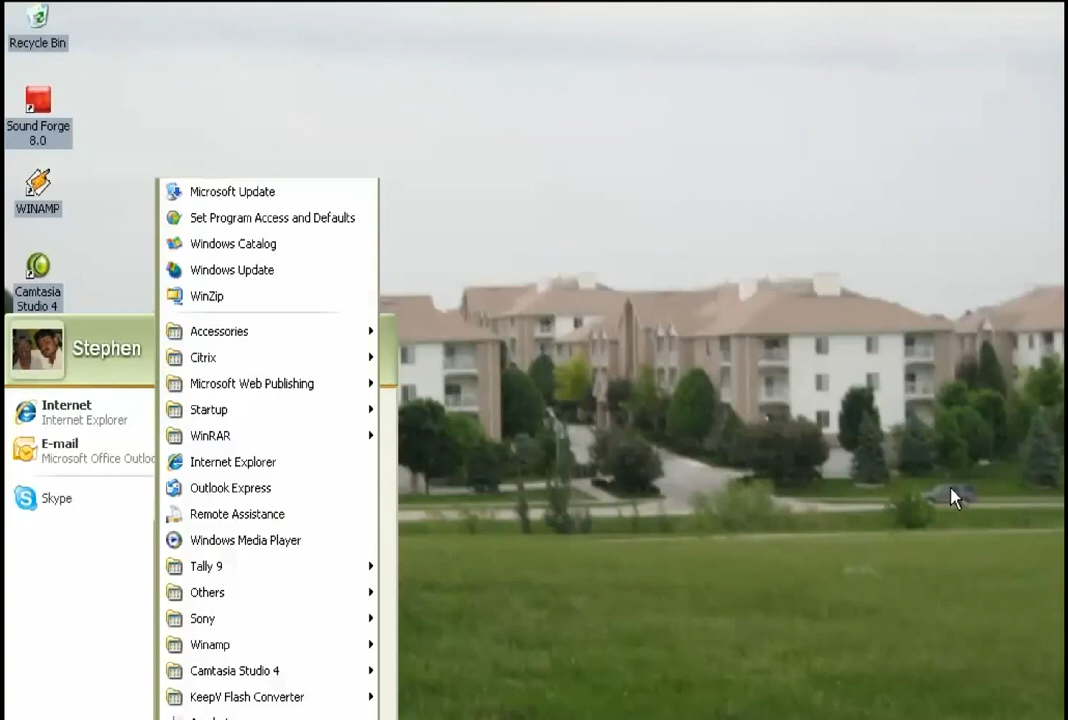 Recycle Bin
Sound Forge
8.0
WINAMP
Camtasia
Studio 4
Stephen
Internet
Internet Explorer
E-mail
Microsoft Office Outloo
Skype
Microsoft Update
Set Program Access and Defaults
Windows Catalog
Windows Update
WinZip
Accessories
Citrix
Microsoft Web Publishing
Startup
WinRAR
Internet Explorer
Outlook Express
Remote Assistance
Windows Media Player
Tally 9
Others
Sony
Winamp
Camtasia Studio 4
KeepV Flash Converter